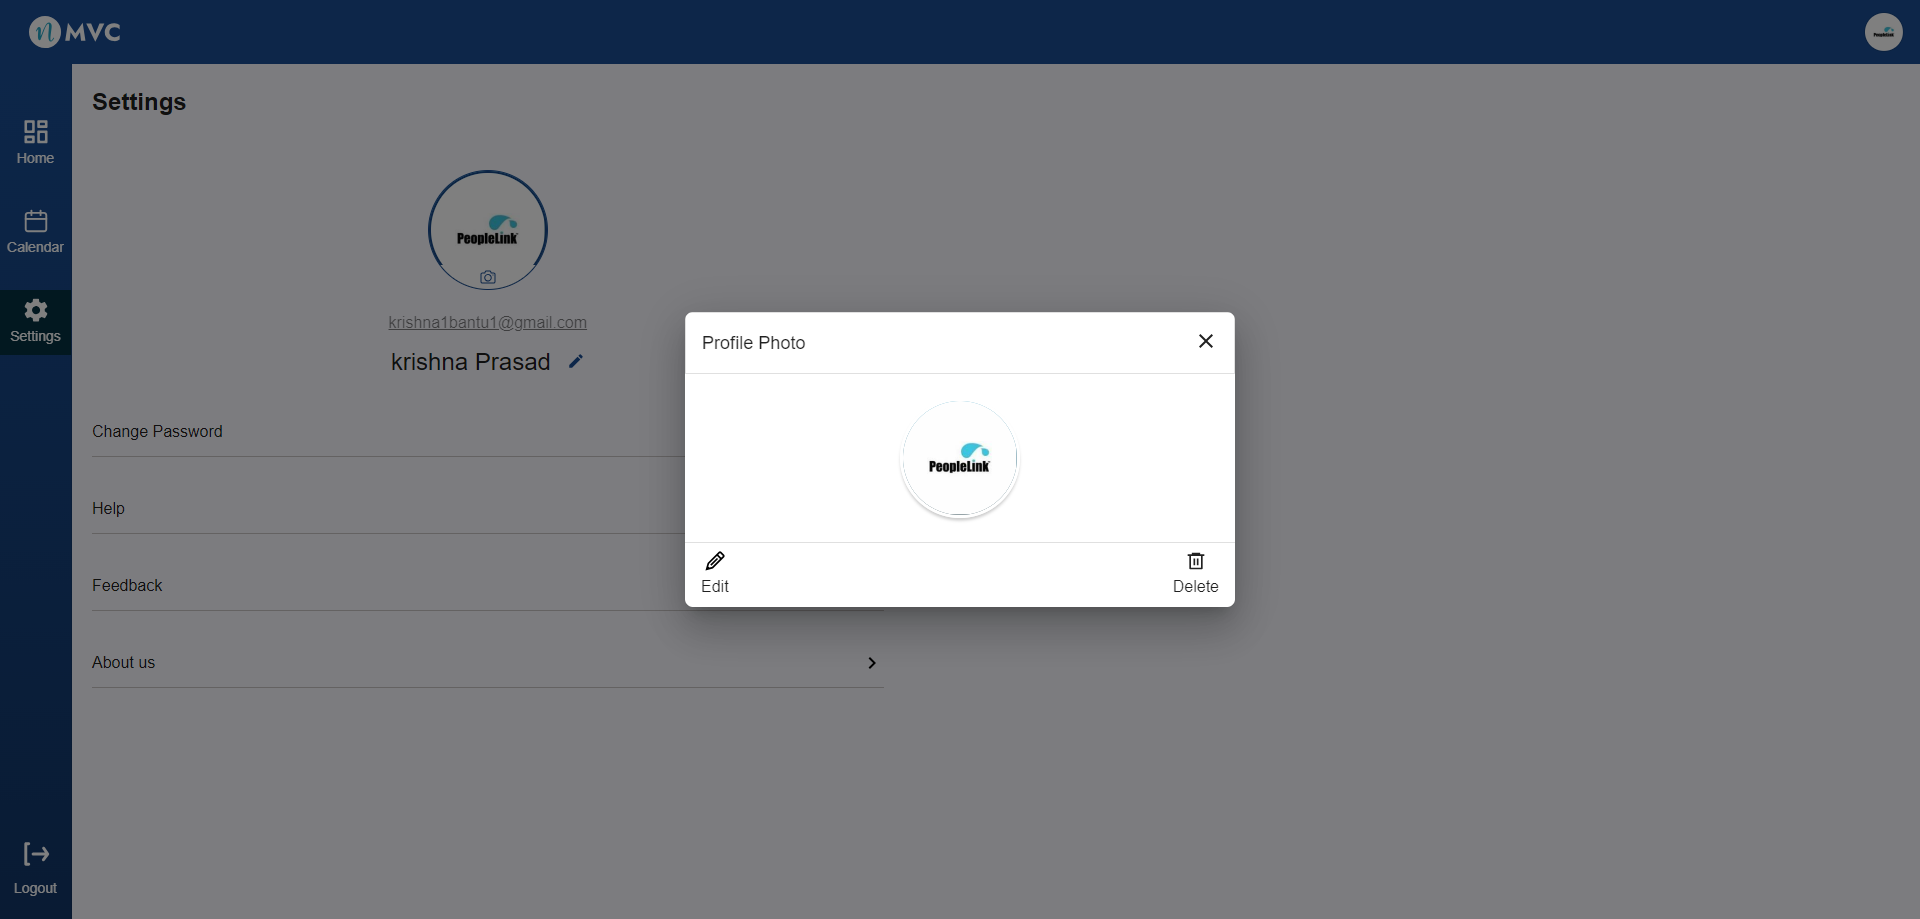 n MVC
PeopleLink
Home
Calendar
Settings
Logout
Settings
PeopleLink
krishna1bantu1@gmail.com
krishna Prasad
Change Password
Help
Feedback
About us
Profile Photo
PeopleLink
Edit
Delete